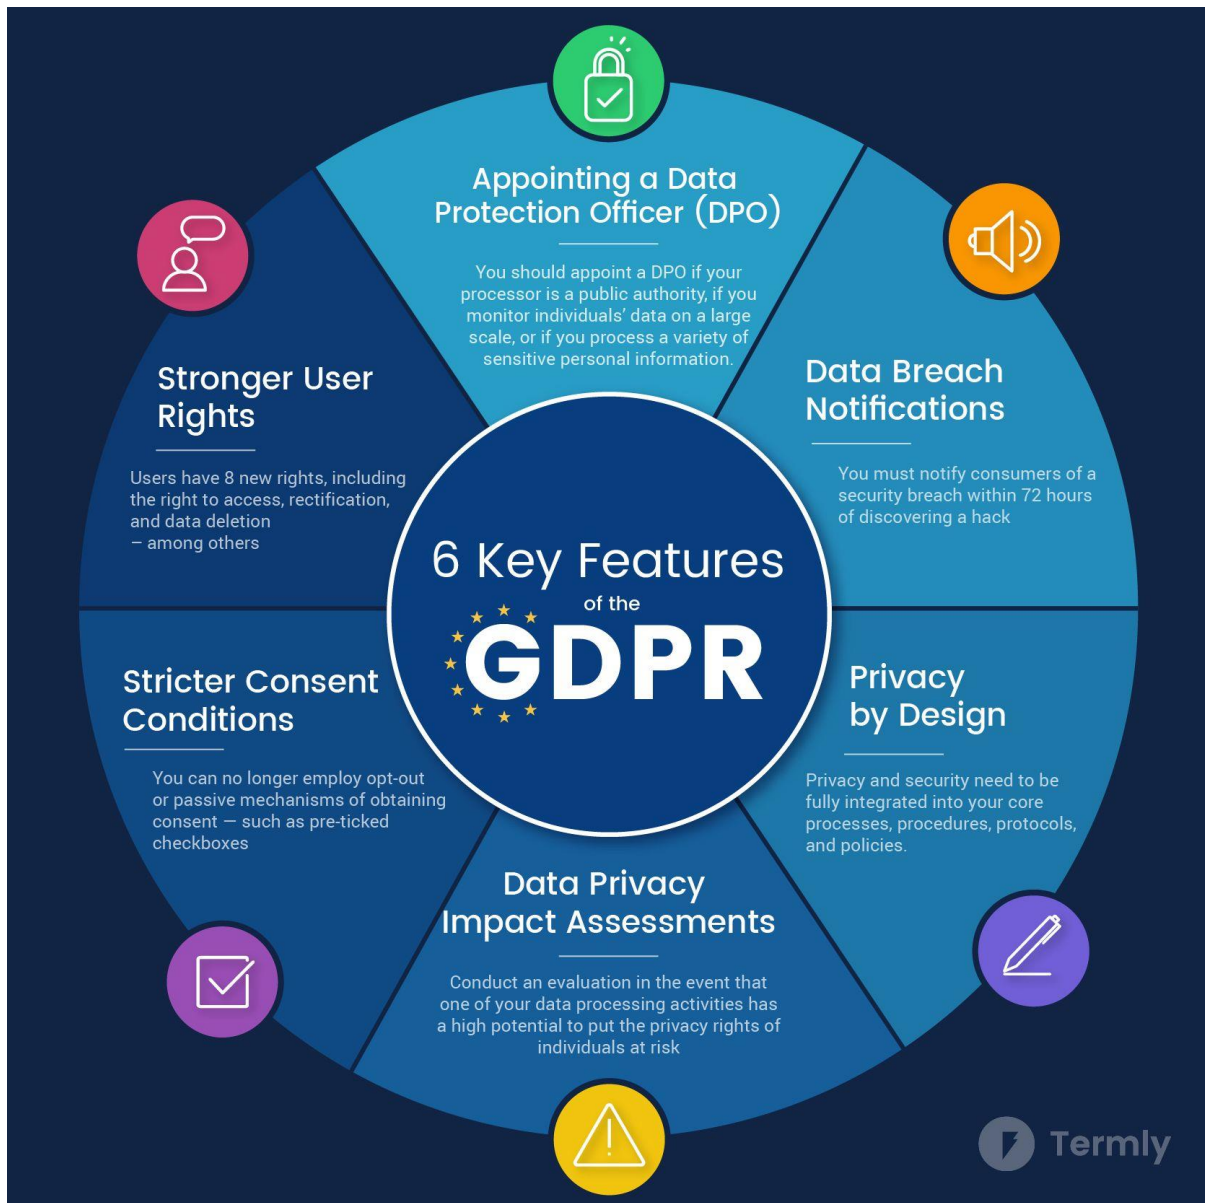 Appointing a Data
Protection Officer (DPO)
You should appoint a DPO if your
processor is a public authority, if you
monitor individuals’ data on a large
scale, or if you process a variety of
sensitive personal information.
Data Breach
Notifications
You must notify consumers of a
security breach within 72 hours
of discovering a hack
Privacy
by Design
Privacy and security need to be
fully integrated into your core
processes, procedures, protocols,
and policies.
Data Privacy
Impact Assessments
Conduct an evaluation in the event that
one of your data processing activities has
a high potential to put the privacy rights of
individuals at risk
Stricter Consent
Conditions
You can no longer employ opt-out
or passive mechanisms of obtaining
consent — such as pre-ticked
checkboxes
Stronger User
Rights
Users have 8 new rights, including
the right to access, rectification,
and data deletion
– among others
6 Key Features
of the
GDPR
Termly